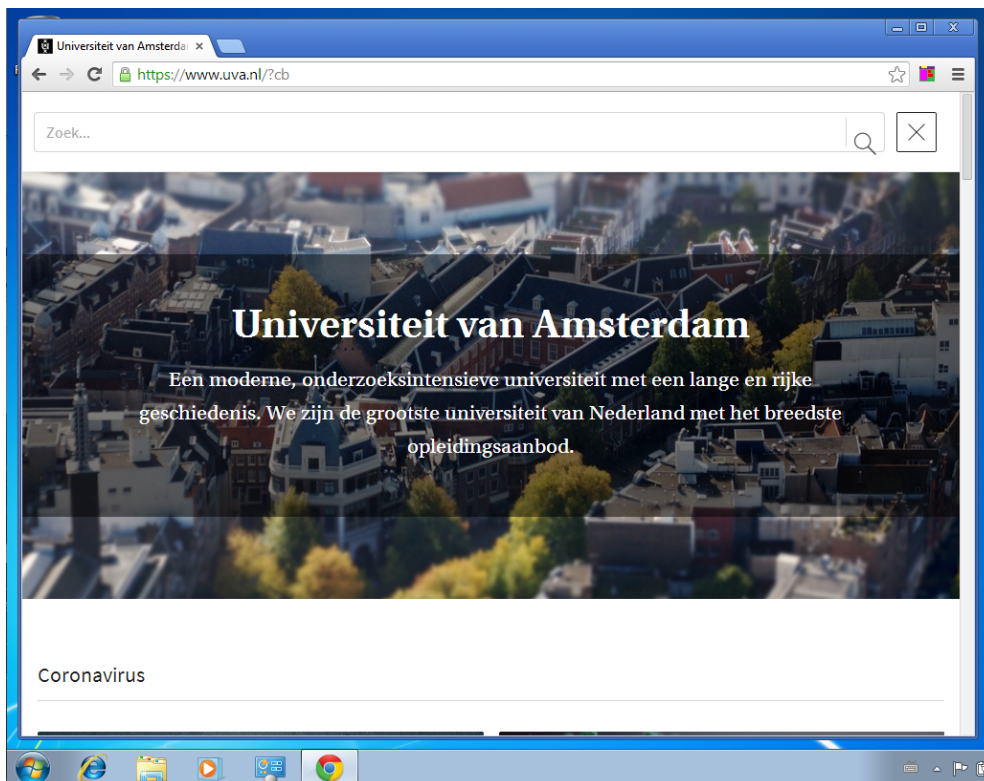 Universiteit van Amsterda
https://www.uva.nl/?cb
Zoek...
Universiteit van Amsterdam
Een moderne, onderzoeksintensieve universiteit met een lange en rijke
geschiedenis. We zijn de grootste universiteit van Nederland met het breedste
opleidingsaanbod.
Coronavirus